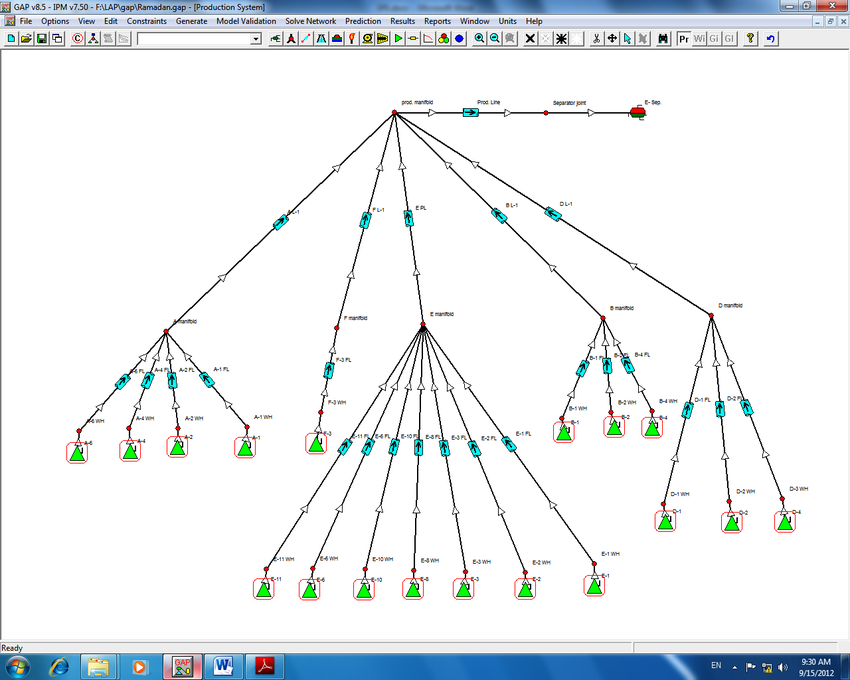 GAP v8.5 - IPM v7.50 - F:\LAP\gap\Ramadan.gap - [Production System]
File Options View Edit Constraints Generate Model Validation Solve Network Prediction Results Reports Window Units Help
Pr Wi Gi GI ?
prod. manifold Prod. Line Separator joint E- Sep.
A L-1 F L-1 E PL B L-1 D L-1
A manifold F manifold E manifold B manifold D manifold
A-6 FL A-4 FL A-2 FL A-1 FL F-3 FL B-1 FL B-2 FL B-4 FL
D-1 FL D-2 FL
A-6 WH A-4 WH A-2 WH A-1 WH F-3 WH B-1 WH B-2 WH B-4 WH
A-6 A-4 A-2 A-1 F-3 B-1 B-2 B-4
E-11 FL E-6 FL E-10 FL E-8 FL E-3 FL E-2 FL E-1 FL
D-1 WH D-2 WH D-3 WH
D-1 D-2 D-4
E-11 WH E-6 WH E-10 WH E-8 WH E-3 WH E-2 WH E-1 WH
E-11 E-6 E-10 E-8 E-3 E-2 E-1
Ready
GAP W EN 9:30 AM
9/15/2012